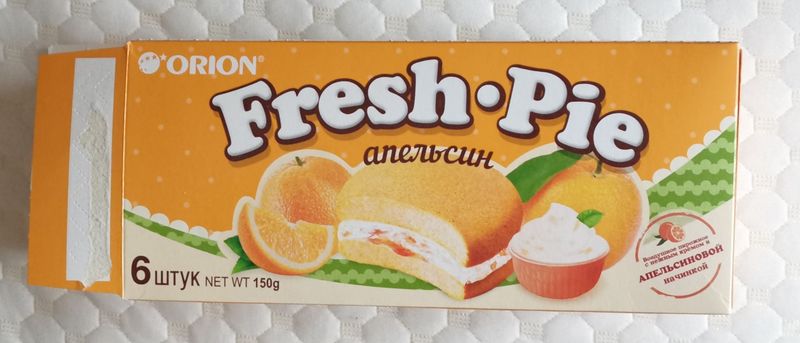 ORION®
Fresh•Pie
апельсин
6 штук NET WT 150g
Воздушное пирожное
с нежным кремом и
АПЕЛЬСИНОВОЙ
начинкой